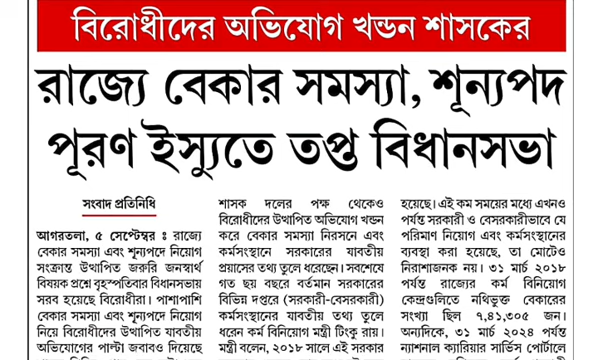 বিরোধীদের অভিযোগ খন্ডন শাসকের
রাজ্যে বেকার সমস্যা, শূন্যপদ
পূরণ ইস্যুতে তপ্ত বিধানসভা
সংবাদ প্রতিনিধি
আগরতলা, ৫ সেপ্টেম্বর ঃ রাজ্যে
বেকার সমস্যা এবং শূন্যপদে নিয়োগ
সংক্রান্ত উত্থাপিত জরুরি জনস্বার্থ
বিষয়ক প্রশ্নে বৃহস্পতিবার বিধানসভায়
সরব হয়েছে বিরোধীরা। পাশাপাশি
বেকার সমস্যা এবং শূন্যপদে নিয়োগ
নিয়ে বিরোধীদের উত্থাপিত যাবতীয়
অভিযোগের পাল্টা জবাবও দিয়েছে
শাসক দলের পক্ষ থেকেও
বিরোধীদের উত্থাপিত অভিযোগ খন্ডন
করে বেকার সমস্যা নিরসনে এবং
কর্মসংস্থানে সরকারের যাবতীয়
প্রয়াসের তথ্য তুলে ধরেছেন। সবশেষে
গত ছয় বছরে বর্তমান সরকারের
বিভিন্ন দপ্তরে (সরকারী-বেসরকারী)
কর্মসংস্থানের যাবতীয় তথ্য তুলে
ধরেন কর্ম বিনিয়োগ মন্ত্রী টিংকু রায়।
মন্ত্রী বলেন, ২০১৮ সালে এই সরকার
হয়েছে। এই কম সময়ের মধ্যে এখনও
পর্যন্ত সরকারী ও বেসরকারীভাবে যে
পরিমাণ নিয়োগ এবং কর্মসংস্থানের
ব্যবস্থা করা হয়েছে, তা মোটেও
নিরাশাজনক নয়। ৩১ মার্চ ২০১৮
পর্যন্ত রাজ্যের কর্ম বিনিয়োগ
কেন্দ্রগুলিতে নথিভুক্ত বেকারের
সংখ্যা ছিল ৭,৪১,৩০৫ জন।
অন্যদিকে, ৩১ মার্চ ২০২৪ পর্যন্ত
ন্যাশনাল ক্যারিয়ার সার্ভিস (পোর্টালে